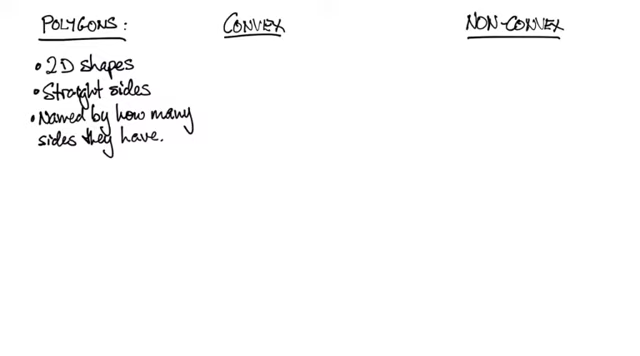 POLYGONS:
CONVEX
NON-CONVEX
• 2D shapes
• Straight sides
• Named by how many
sides they have.